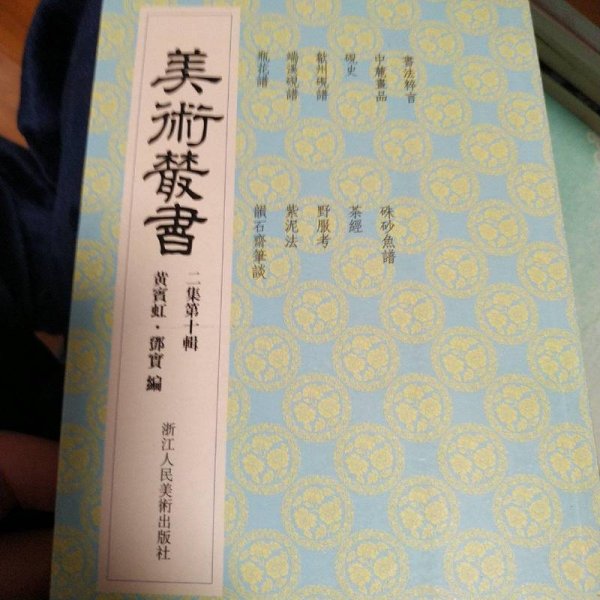 書法粹言
中麓畫品
硯史
歙州硯譜
端溪硯譜
瓶花譜
硃砂魚譜
茶經
野服考
紫泥法
韻石齋筆談
美術叢書
二集第十輯
黃賓虹·鄧實 編
浙江人民美術出版社